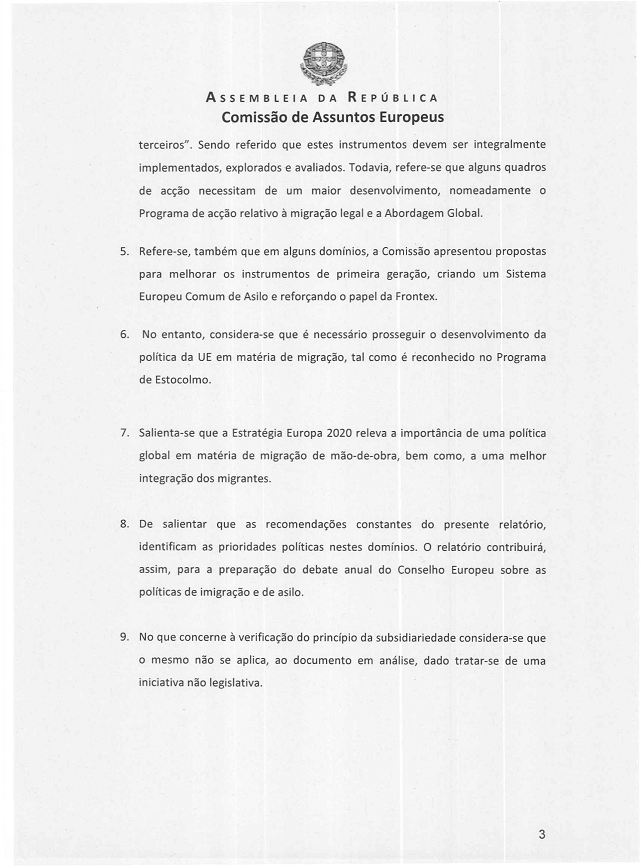 ASSEMBLEIA DA REPÚBLICA
Comissão de Assuntos Europeus
terceiros”. Sendo referido que estes instrumentos devem ser integralmente
implementados, explorados e avaliados. Todavia, refere-se que alguns quadros
de acção necessitam de um maior desenvolvimento, nomeadamente o
Programa de acção relativo à migração legal e a Abordagem Global.
5. Refere-se, também que em alguns domínios, a Comissão apresentou propostas
para melhorar os instrumentos de primeira geração, criando um Sistema
Europeu Comum de Asilo e reforçando o papel da Frontex.
6. No entanto, considera-se que é necessário prosseguir o desenvolvimento da
política da UE em matéria de migração, tal como é reconhecido no Programa
de Estocolmo.
7. Salienta-se que a Estratégia Europa 2020 releva a importância de uma política
global em matéria de migração de mão-de-obra, bem como, a uma melhor
integração dos migrantes.
8. De salientar que as recomendações constantes do presente relatório,
identificam as prioridades políticas nestes domínios. O relatório contribuirá,
assim, para a preparação do debate anual do Conselho Europeu sobre as
políticas de imigração e de asilo.
9. No que concerne à verificação do princípio da subsidiariedade considera-se que
o mesmo não se aplica, ao documento em análise, dado tratar-se de uma
iniciativa não legislativa.
3